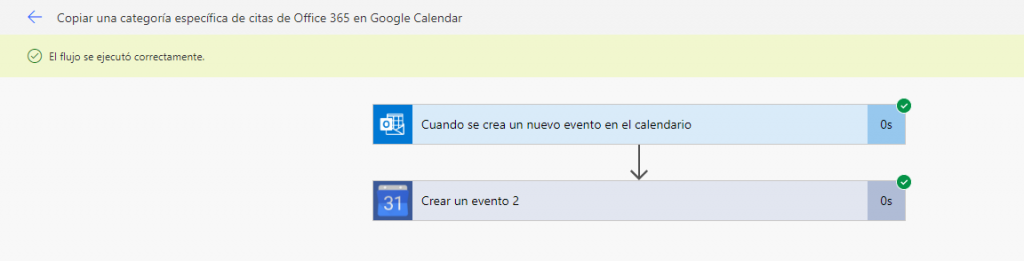 Copiar una categoría específica de citas de Office 365 en Google Calendar
El flujo se ejecutó correctamente.
Cuando se crea un nuevo evento en el calendario 0s
31 Crear un evento 2 0s